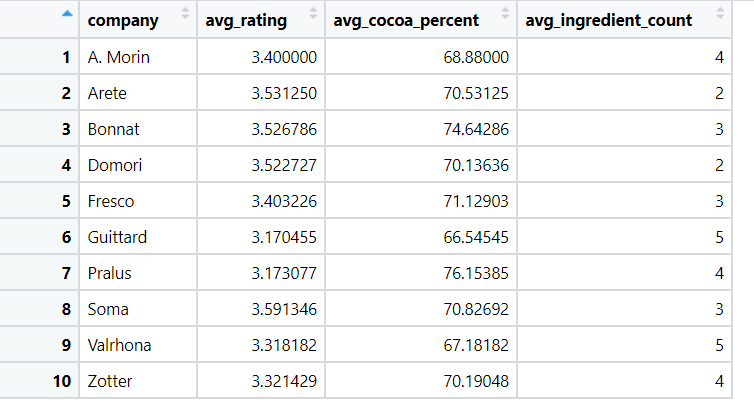 company avg_rating avg_cocoa_percent avg_ingredient_count
1 A. Morin 3.400000 68.88000 4
2 Arete 3.531250 70.53125 2
3 Bonnat 3.526786 74.64286 3
4 Domori 3.522727 70.13636 2
5 Fresco 3.403226 71.12903 3
6 Guittard 3.170455 66.54545 5
7 Pralus 3.173077 76.15385 4
8 Soma 3.591346 70.82692 3
9 Valrhona 3.318182 67.18182 5
10 Zotter 3.321429 70.19048 4